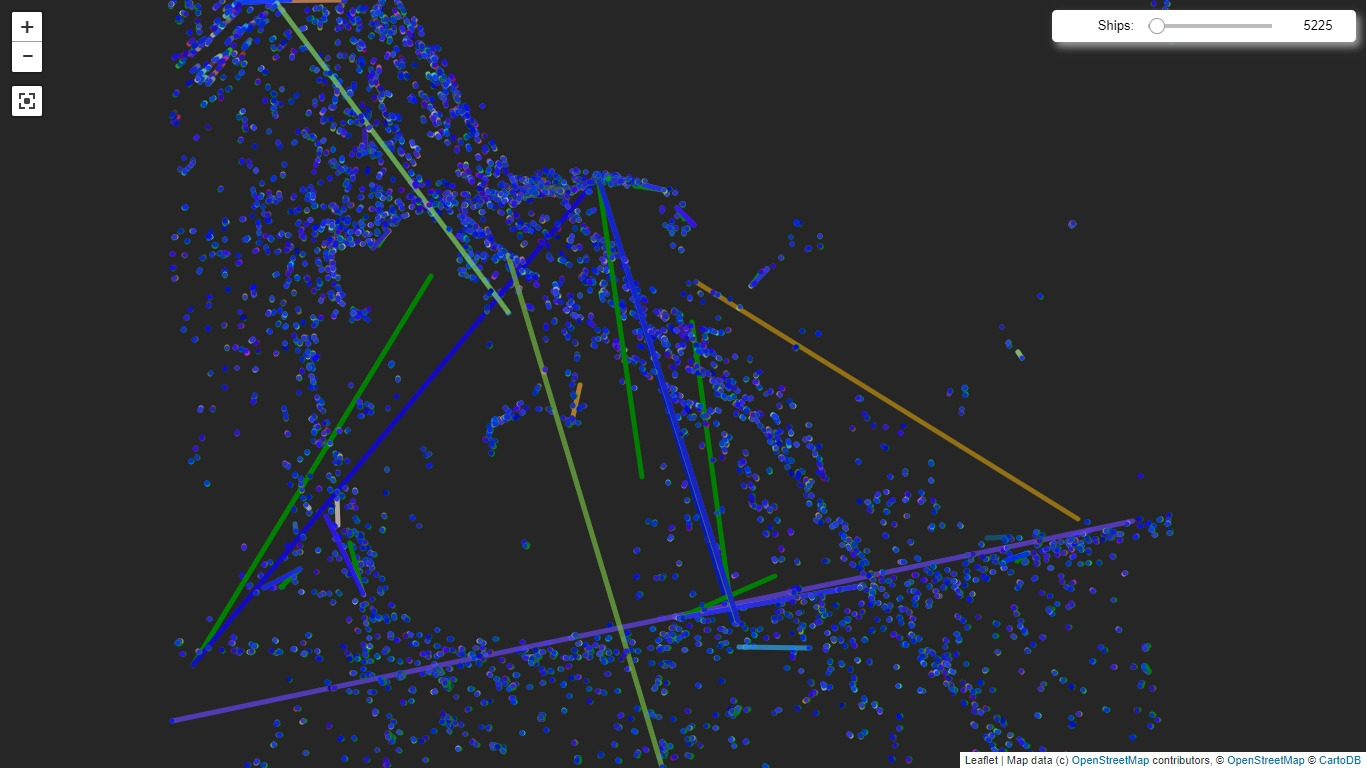 +
Ships: 5225
−
Leaflet | Map data (c) OpenStreetMap contributors, © OpenStreetMap © CartoDB